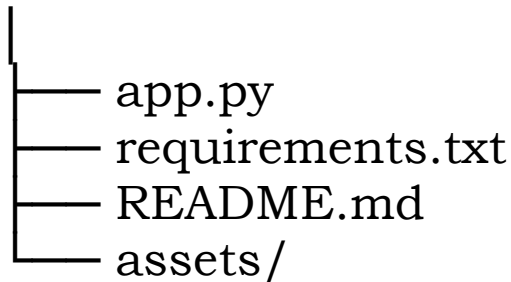 │
├── app.py
├── requirements.txt
├── README.md
└── assets/